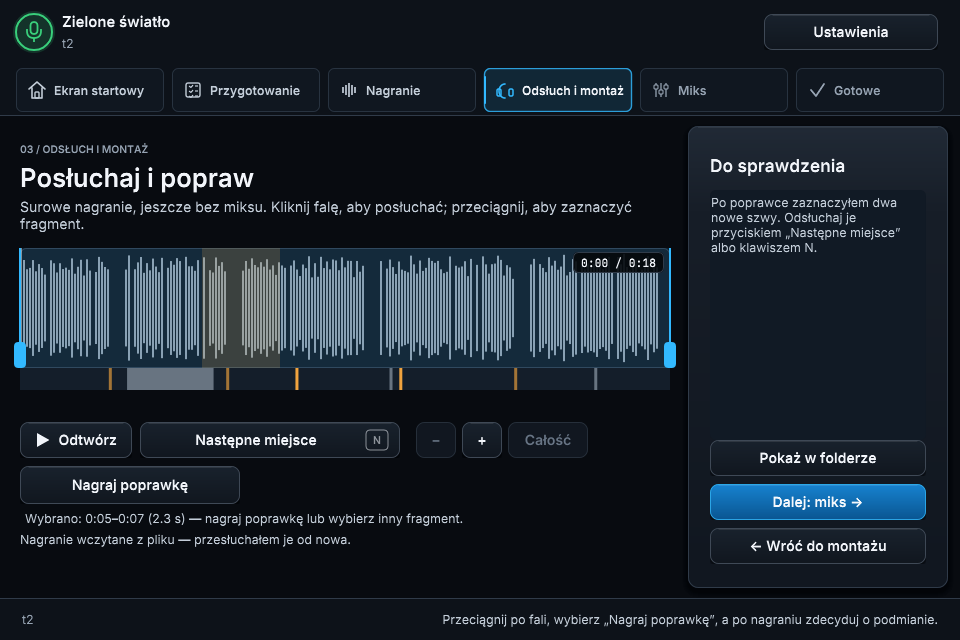 Zielone światło
t2
Ustawienia
Ekran startowy
Przygotowanie
Nagranie
Odsłuch i montaż
Miks
Gotowe
03 / ODSŁUCH I MONTAŻ
Posłuchaj i popraw
Surowe nagranie, jeszcze bez miksu. Kliknij falę, aby posłuchać; przeciągnij, aby zaznaczyć
fragment.
0:00 / 0:18
Odtwórz
Następne miejsce N
–
+
Całość
Nagraj poprawkę
Wybrano: 0:05–0:07 (2.3 s) — nagraj poprawkę lub wybierz inny fragment.
Nagranie wczytane z pliku — przesłuchałem je od nowa.
Do sprawdzenia
Po poprawce zaznaczyłem dwa
nowe szwy. Odsłuchaj je
przyciskiem „Następne miejsce”
albo klawiszem N.
Pokaż w folderze
Dalej: miks →
← Wróć do montażu
t2
Przeciągnij po fali, wybierz „Nagraj poprawkę”, a po nagraniu zdecyduj o podmianie.